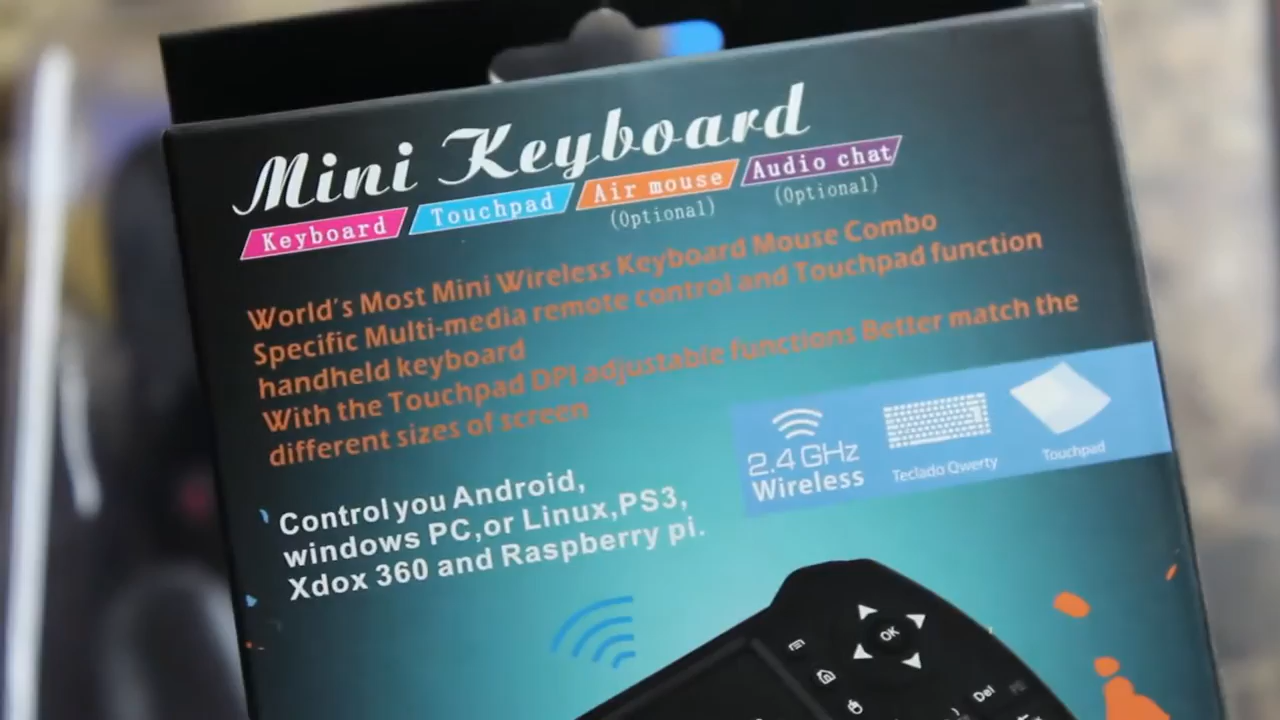 Mini Keyboard
Keyboard Touchpad Air mouse Audio chat
(Optional) (Optional)
World's Most Mini Wireless Keyboard Mouse Combo
Specific Multi-media remote control and Touchpad function
handheld keyboard
With the Touchpad DPI adjustable functions Better match the
different sizes of screen
2.4 GHz
Wireless
Teclado Qwerty
Touchpad
Control you Android,
windows PC,or Linux,PS3,
Xdox 360 and Raspberry pi.
OK
Del